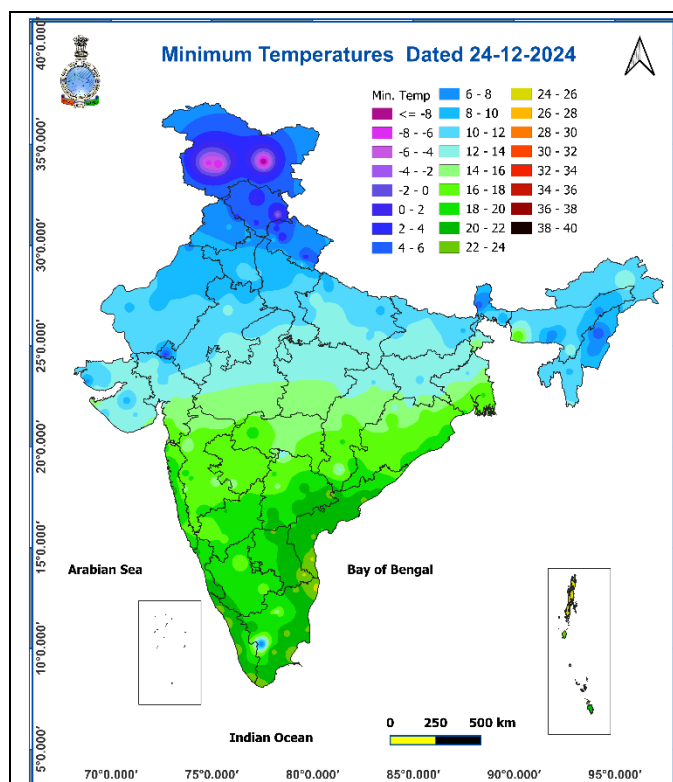 Minimum Temperatures Dated 24-12-2024
Min. Temp
<= -8
-8 - -6
-6 - -4
-4 - -2
-2 - 0
0 - 2
2 - 4
4 - 6
6 - 8
8 - 10
10 - 12
12 - 14
14 - 16
16 - 18
18 - 20
20 - 22
22 - 24
24 - 26
26 - 28
28 - 30
30 - 32
32 - 34
34 - 36
36 - 38
38 - 40
40°0.000'
35°0.000'
30°0.000'
25°0.000'
20°0.000'
15°0.000'
10°0.000'
5°0.000'
Arabian Sea
Bay of Bengal
Indian Ocean
0 250 500 km
70°0.000' 75°0.000' 80°0.000' 85°0.000' 90°0.000' 95°0.000'